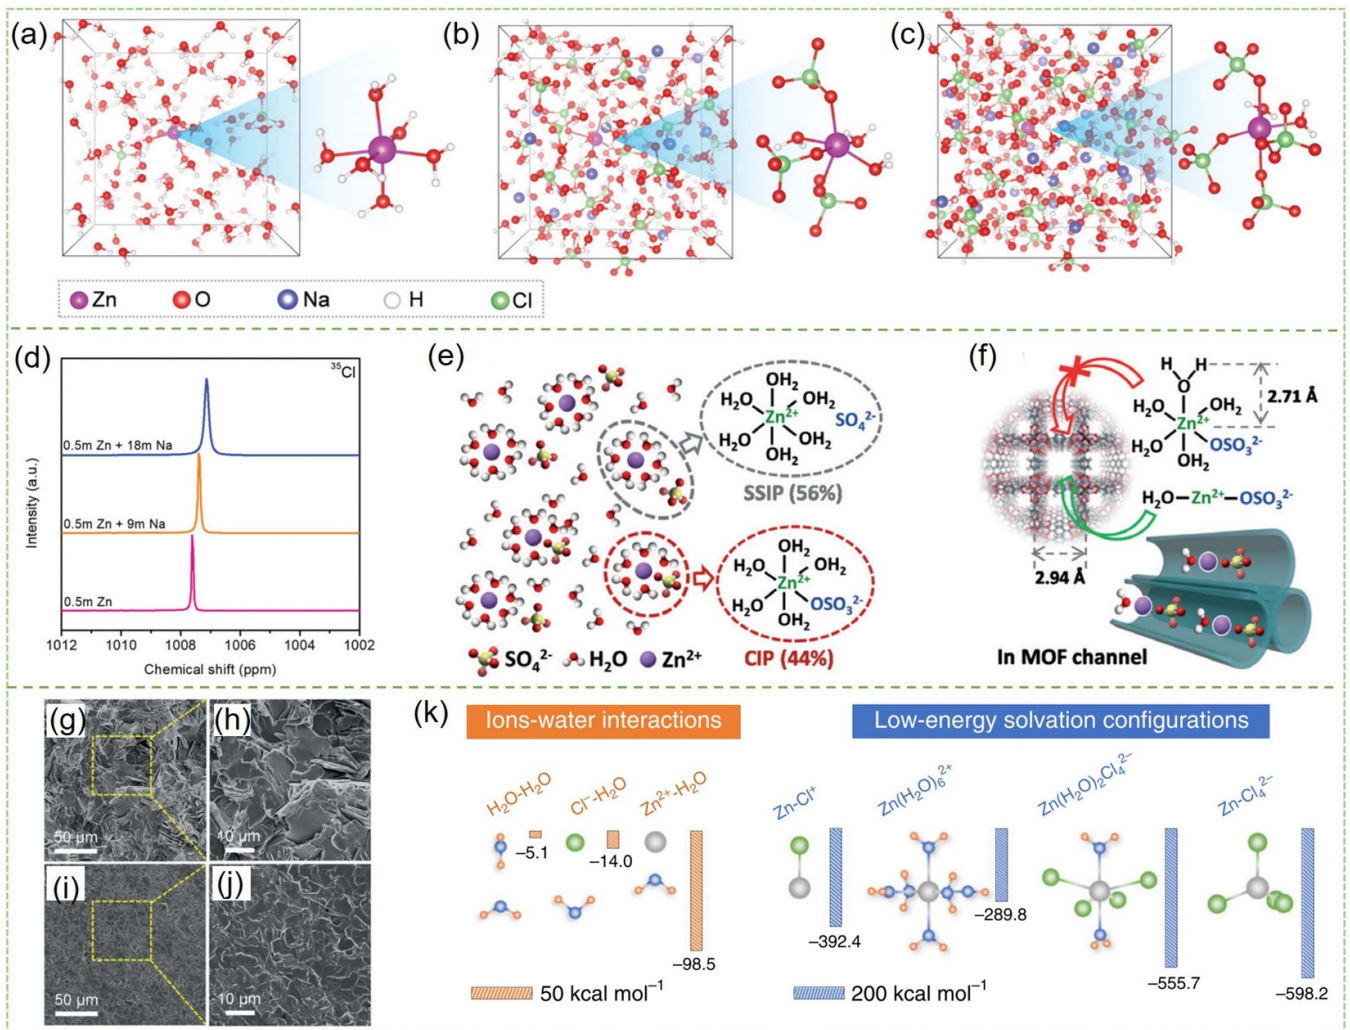 (a)
(b)
(c)
Zn
O
Na
H
Cl
(d)
³⁵Cl
0.5m Zn + 18m Na
0.5m Zn + 9m Na
0.5m Zn
Intensity (a.u.)
1012
1010
1008
1006
1004
1002
Chemical shift (ppm)
(e)
OH₂
H₂O
OH₂
Zn²⁺
SO₄²⁻
H₂O
OH₂
OH₂
SSIP (56%)
OH₂
H₂O
OH₂
Zn²⁺
H₂O
OSO₃²⁻
OH₂
CIP (44%)
SO₄²⁻
H₂O
Zn²⁺
(f)
H
H
O
H₂O
OH₂
Zn²⁺
H₂O
OSO₃²⁻
OH₂
2.71 Å
H₂O—Zn²⁺—OSO₃²⁻
2.94 Å
In MOF channel
(g)
50 μm
(h)
10 μm
(i)
50 μm
(j)
10 μm
(k)
Ions-water interactions
Low-energy solvation configurations
H₂O-H₂O
Cl⁻-H₂O
Zn²⁺-H₂O
Zn-Cl⁺
Zn(H₂O)₆²⁺
Zn(H₂O)₂Cl₄²⁻
Zn-Cl₄²⁻
−5.1
−14.0
−98.5
−392.4
−289.8
−555.7
−598.2
50 kcal mol⁻¹
200 kcal mol⁻¹